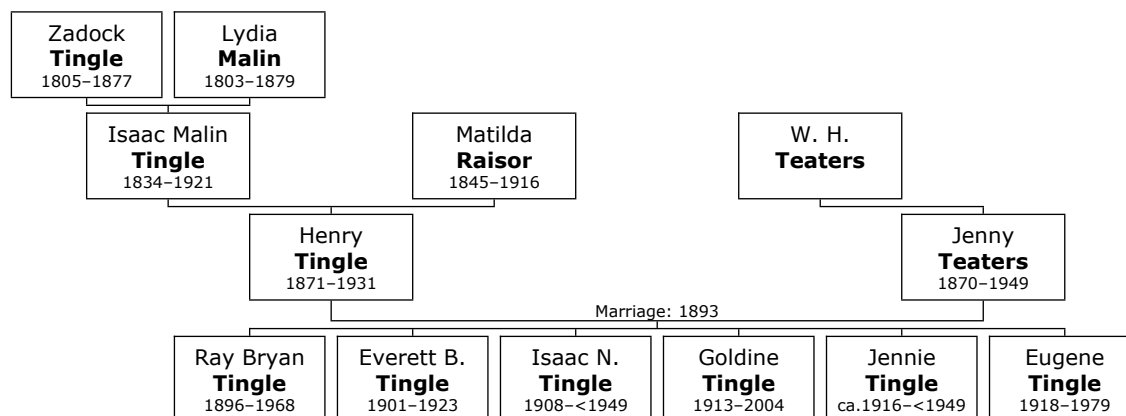 Zadock
Tingle
1805–1877
Lydia
Malin
1803–1879
Isaac Malin
Tingle
1834–1921
Matilda
Raisor
1845–1916
W. H.
Teaters
Henry
Tingle
1871–1931
Jenny
Teaters
1870–1949
Marriage: 1893
Ray Bryan
Tingle
1896–1968
Everett B.
Tingle
1901–1923
Isaac N.
Tingle
1908–<1949
Goldine
Tingle
1913–2004
Jennie
Tingle
ca.1916–<1949
Eugene
Tingle
1918–1979